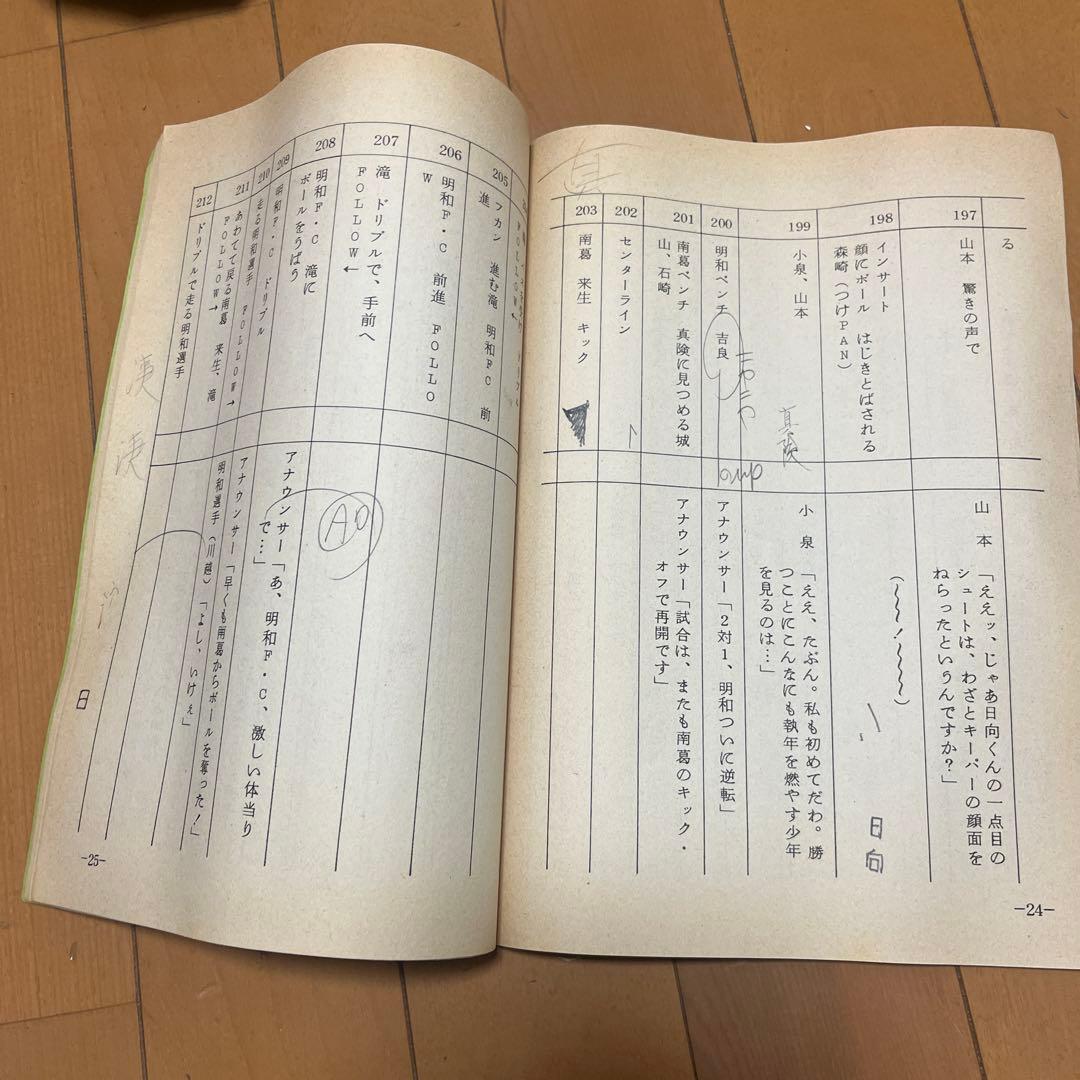 る
197
山本 驚きの声で
山本
「ええッ、じゃあ日向くんの一点目の
シュートは、わざとキーパーの顔面を
ねらったというんですか?」
198
インサート
顔にボール はじきとばされる
森崎(つけPAN)
(〜〜!〜〜〜)
日向
199
小泉、山本
真険
小泉
「ええ、たぶん。私も初めてだわ。勝
つことにこんなにも執年を燃やす少年
を見るのは…」
200
明和ベンチ 吉良
アナウンサー「2対1、明和ついに逆転」
201
南葛ベンチ 真険に見つめる城
山、石崎
アナウンサー「試合は、またも南葛のキック・
オフで再開です」
202
センターライン
203
南葛 来生 キック
真
-24-
FOLLOW←
205
フカン 進む滝 明和FC 前
進
206
明和F・C 前進 FOLLO
W
207
滝 ドリブルで、手前へ
FOLLOW←
208
明和F・C 滝に
ボールをうばう
AD
アナウンサー「あ、明和F・C、激しい体当り
で…」
209
明和F・C ドリブル
210
走る明和選手 FOLLOW→
アナウンサー「早くも南葛からボールを奪った!」
211
あわてて戻る南葛 来生、滝
FOLLOW→
明和選手(川越)「よし、いけぇ」
212
ドリブルで走る明和選手
日
-25-